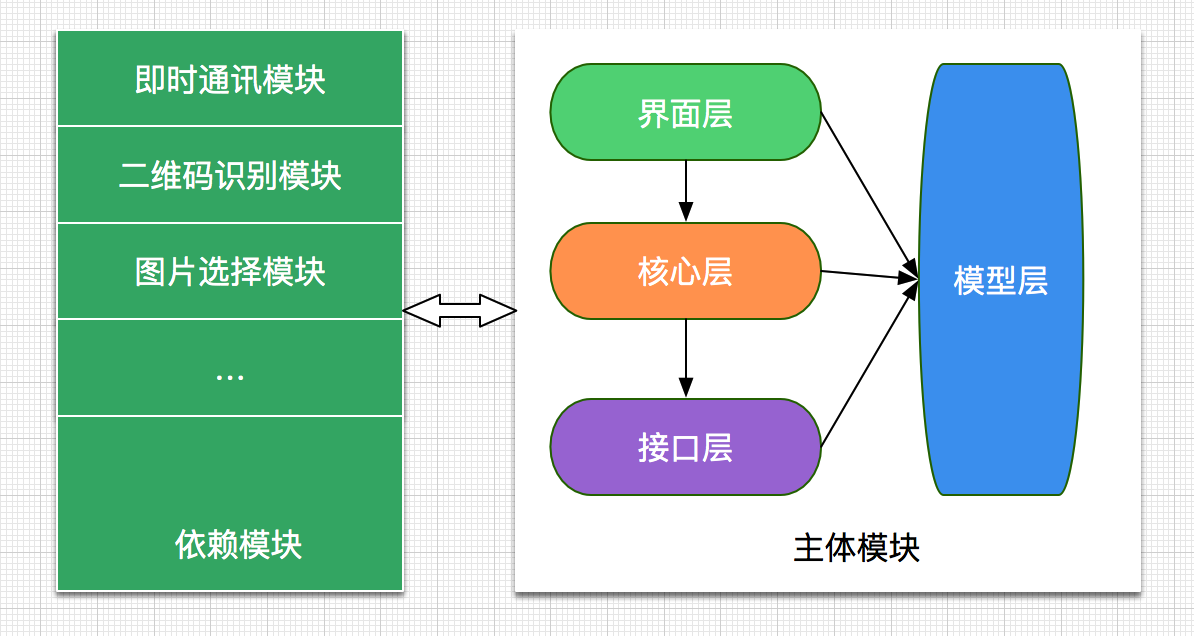 即时通讯模块
二维码识别模块
图片选择模块
...
依赖模块
界面层
核心层
接口层
模型层
主体模块